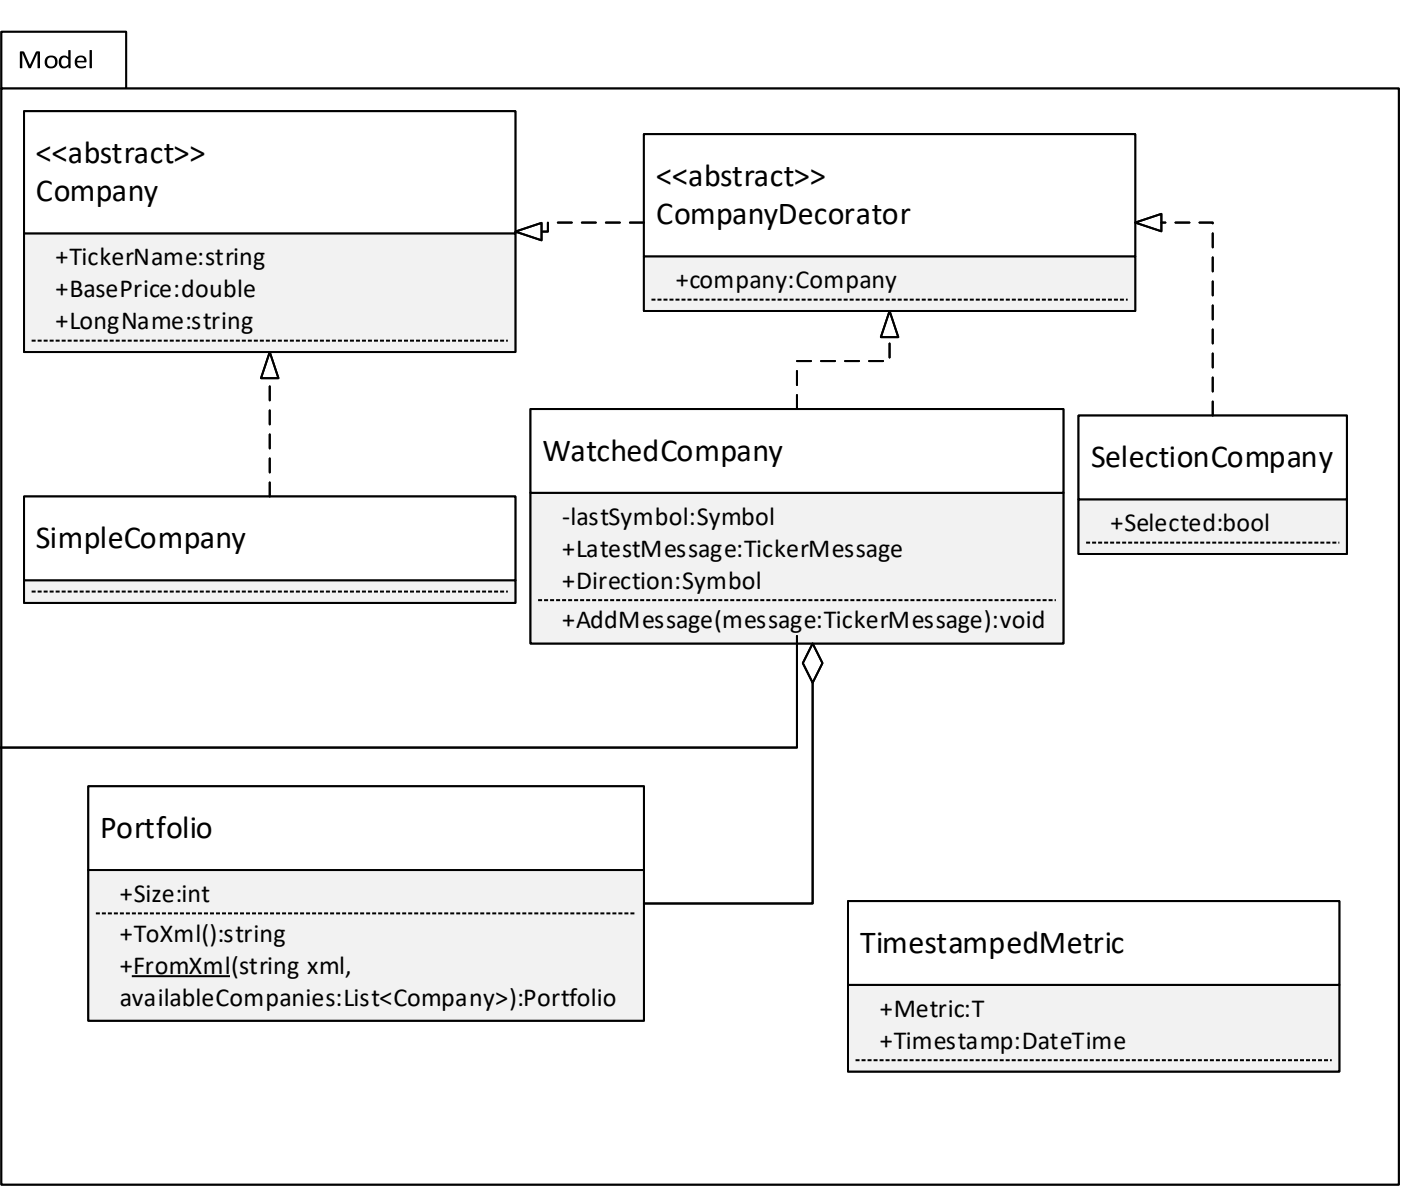 Model
<<abstract>>
Company
+TickerName:string
+BasePrice:double
+LongName:string
<<abstract>>
CompanyDecorator
+company:Company
WatchedCompany
-lastSymbol:Symbol
+LatestMessage:TickerMessage
+Direction:Symbol
+AddMessage(message:TickerMessage):void
SelectionCompany
+Selected:bool
SimpleCompany
Portfolio
+Size:int
+ToXml():string
+FromXml(string xml,
availableCompanies:List<Company>):Portfolio
TimestampedMetric
+Metric:T
+Timestamp:DateTime